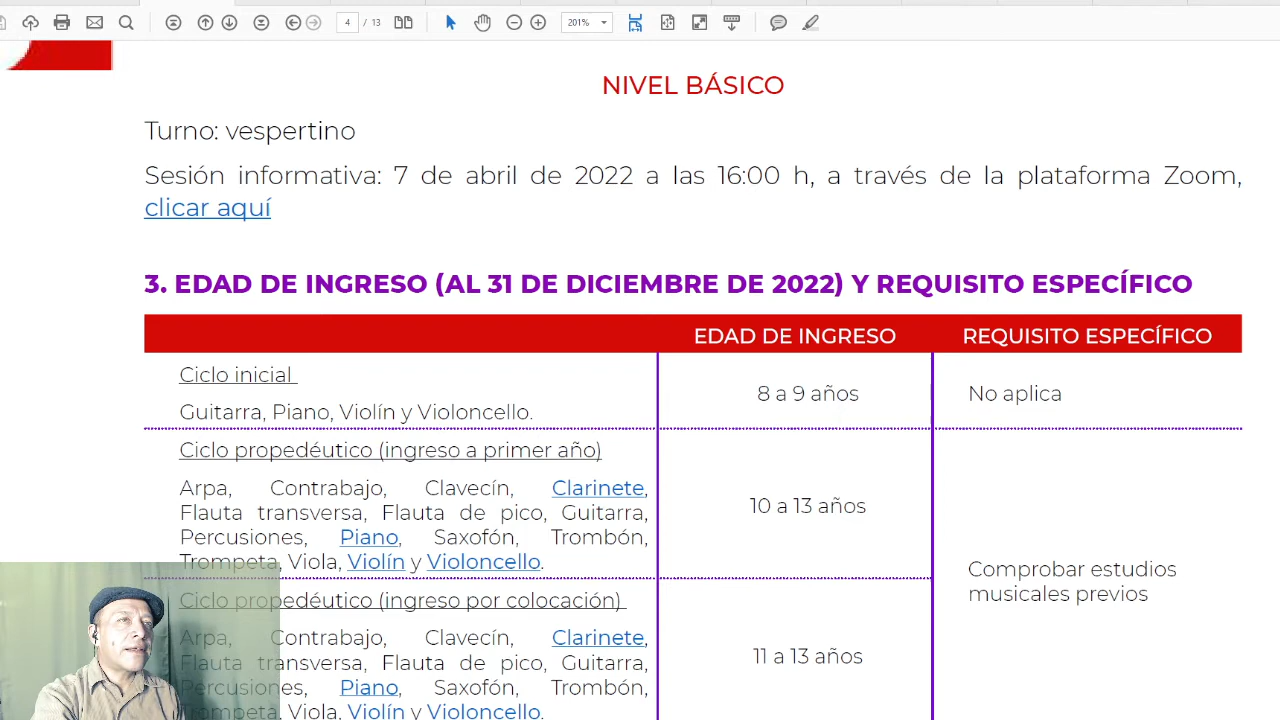 4 / 13
201%
NIVEL BÁSICO
Turno: vespertino
Sesión informativa: 7 de abril de 2022 a las 16:00 h, a través de la plataforma Zoom,
clicar aquí
3. EDAD DE INGRESO (AL 31 DE DICIEMBRE DE 2022) Y REQUISITO ESPECÍFICO
EDAD DE INGRESO REQUISITO ESPECÍFICO
Ciclo inicial
Guitarra, Piano, Violín y Violoncello.
8 a 9 años
No aplica
Ciclo propedéutico (ingreso a primer año)
Arpa, Contrabajo, Clavecín, Clarinete,
Flauta transversa, Flauta de pico, Guitarra,
Percusiones, Piano, Saxofón, Trombón,
Trompeta, Viola, Violín y Violoncello.
10 a 13 años
Comprobar estudios
musicales previos
Ciclo propedéutico (ingreso por colocación)
Arpa, Contrabajo, Clavecín, Clarinete,
Flauta transversa, Flauta de pico, Guitarra,
Percusiones, Piano, Saxofón, Trombón,
Trompeta, Viola, Violín y Violoncello.
11 a 13 años